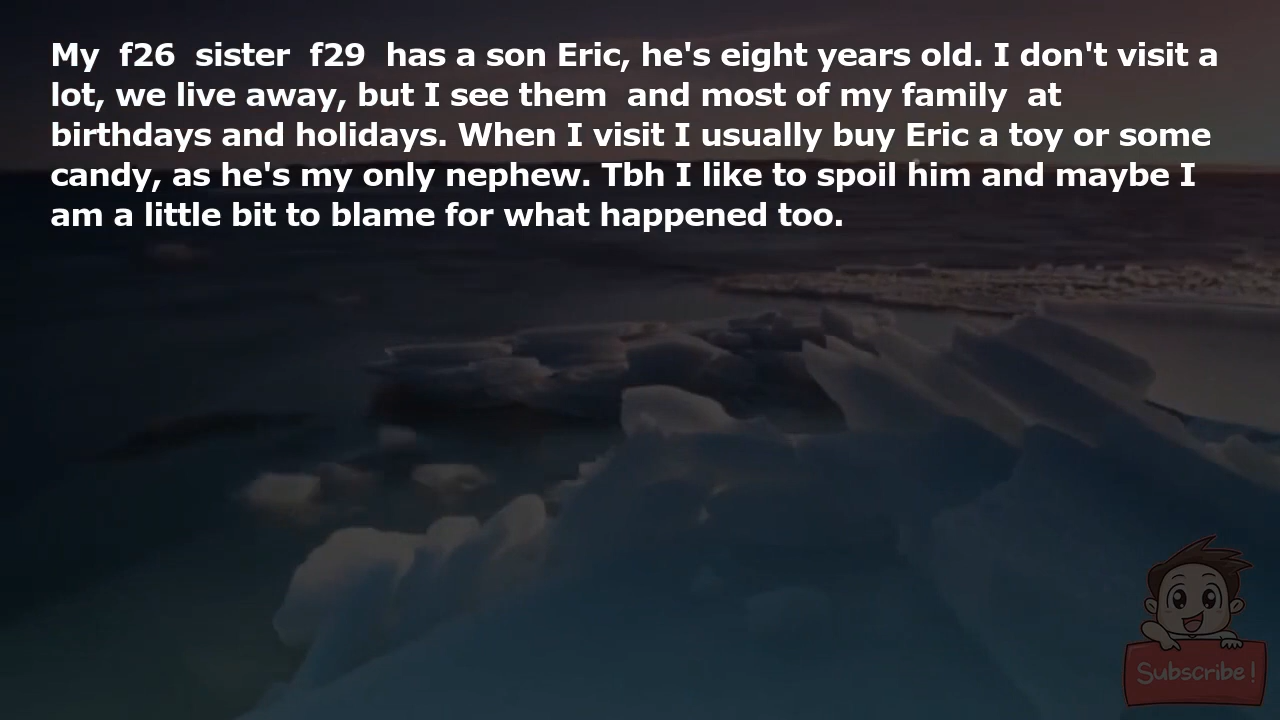 My f26 sister f29 has a son Eric, he's eight years old. I don't visit a
lot, we live away, but I see them and most of my family at
birthdays and holidays. When I visit I usually buy Eric a toy or some
candy, as he's my only nephew. Tbh I like to spoil him and maybe I
am a little bit to blame for what happened too.
Subscribe!